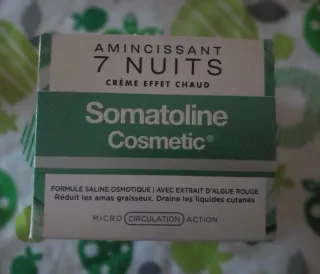 AMINCISSANT
7 NUITS
CRÈME EFFET CHAUD
Somatoline
Cosmetic®
FORMULE SALINE OSMOTIQUE | AVEC EXTRAIT D'ALGUE ROUGE
Réduit les amas graisseux. Draine les liquides cutanés
MICRO CIRCULATION ACTION